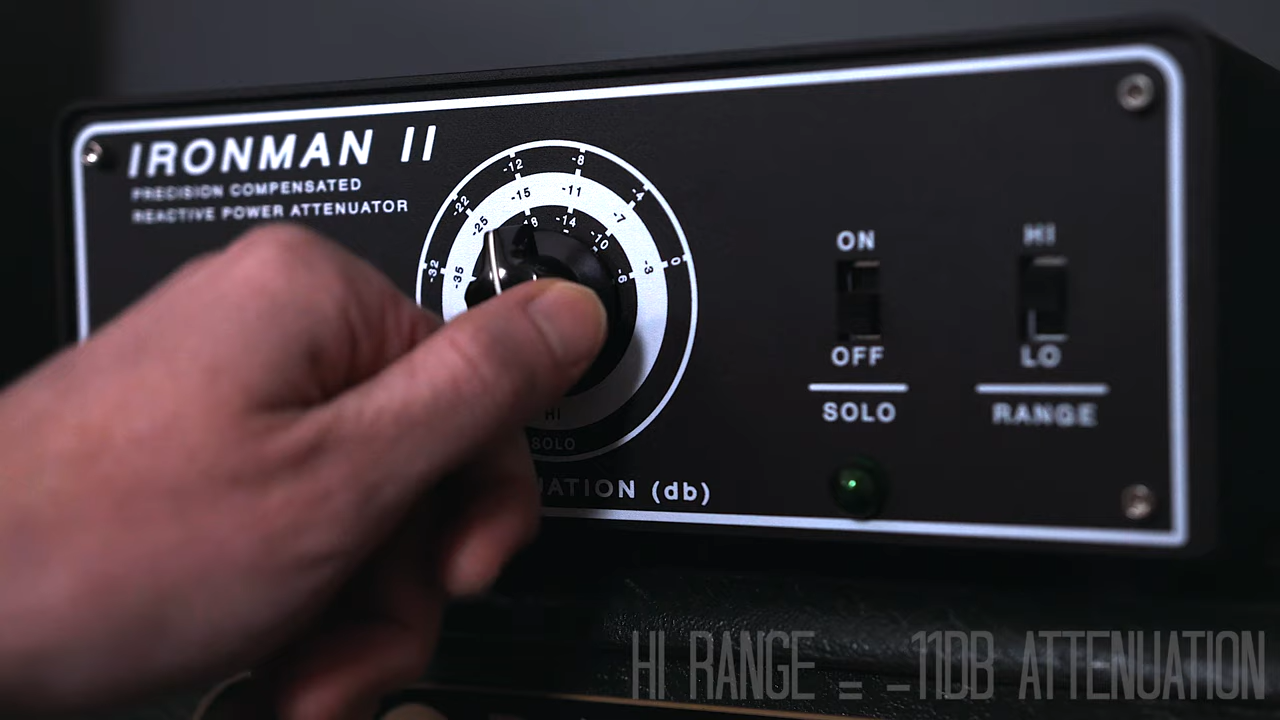 IRONMAN II
PRECISION COMPENSATED
REACTIVE POWER ATTENUATOR
-12 -8
-15 -11
-22 -4
-25 -14 -7
-10
-32 -35 -6 -3 0
ON HI
OFF LO
SOLO RANGE
HI
SOLO
UATION (db)
HI RANGE = -11DB ATTENUATION